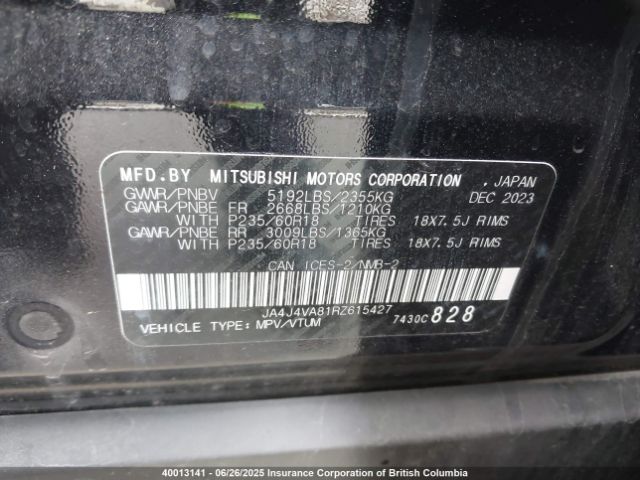 MFD.BY MITSUBISHI MOTORS CORPORATION , JAPAN
GVWR/PNBV 5192LBS/2355KG DEC 2023
GAWR/PNBE FR 2668LBS/1210KG
WITH P235/60R18 TIRES 18X7.5J RIMS
GAWR/PNBE RR 3009LBS/1365KG
WITH P235/60R18 TIRES 18X7.5J RIMS
CAN ICES-2/NMB-2
JA4J4VA81RZ615427
VEHICLE TYPE: MPV/VTUM 7430C 828
40013141 - 06/26/2025 Insurance Corporation of British Columbia